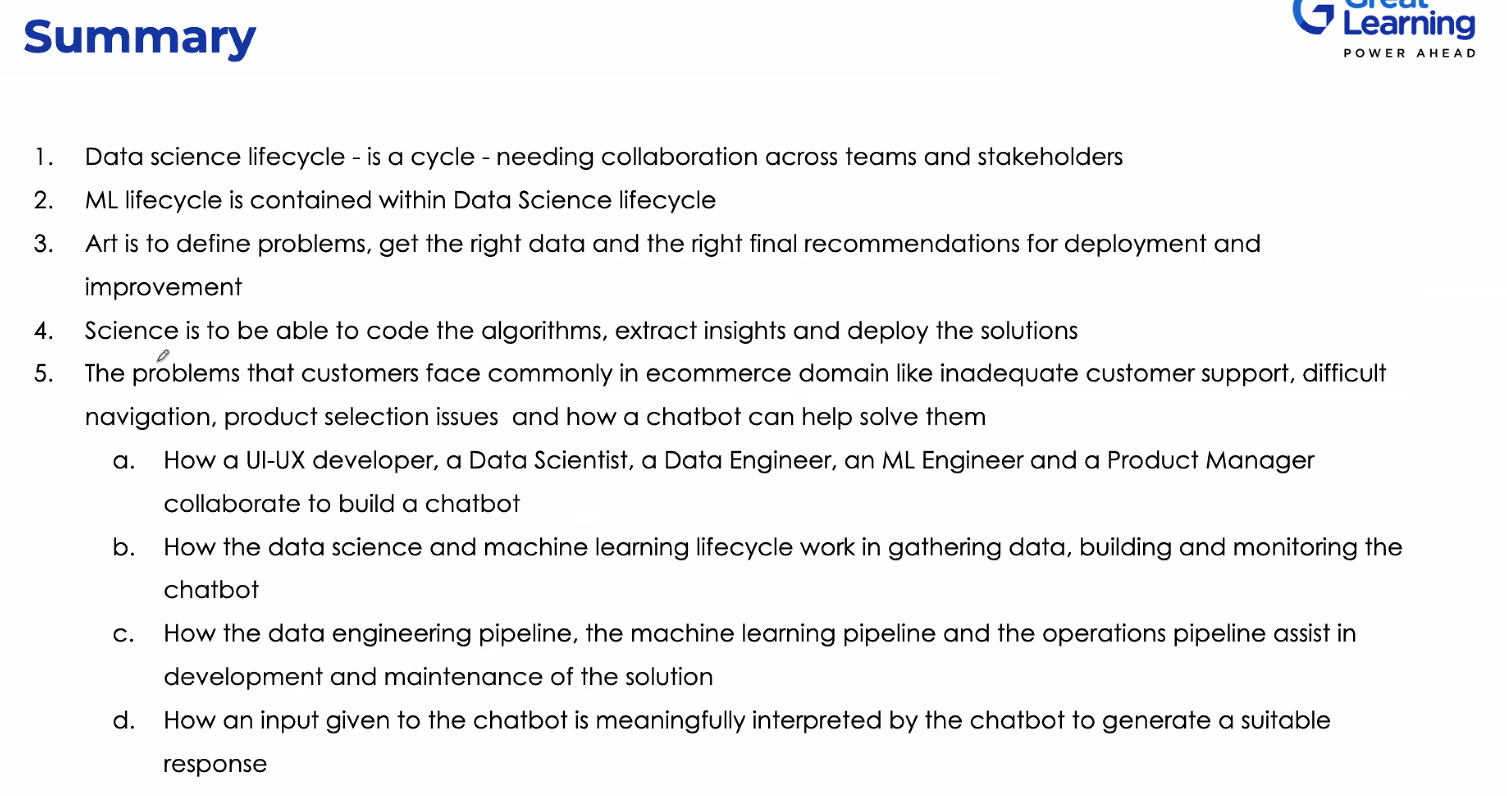 Summary
Great
Learning
POWER AHEAD
1. Data science lifecycle - is a cycle - needing collaboration across teams and stakeholders
2. ML lifecycle is contained within Data Science lifecycle
3. Art is to define problems, get the right data and the right final recommendations for deployment and
improvement
4. Science is to be able to code the algorithms, extract insights and deploy the solutions
5. The problems that customers face commonly in ecommerce domain like inadequate customer support, difficult
navigation, product selection issues  and how a chatbot can help solve them
a. How a UI-UX developer, a Data Scientist, a Data Engineer, an ML Engineer and a Product Manager
collaborate to build a chatbot
b. How the data science and machine learning lifecycle work in gathering data, building and monitoring the
chatbot
c. How the data engineering pipeline, the machine learning pipeline and the operations pipeline assist in
development and maintenance of the solution
d. How an input given to the chatbot is meaningfully interpreted by the chatbot to generate a suitable
response